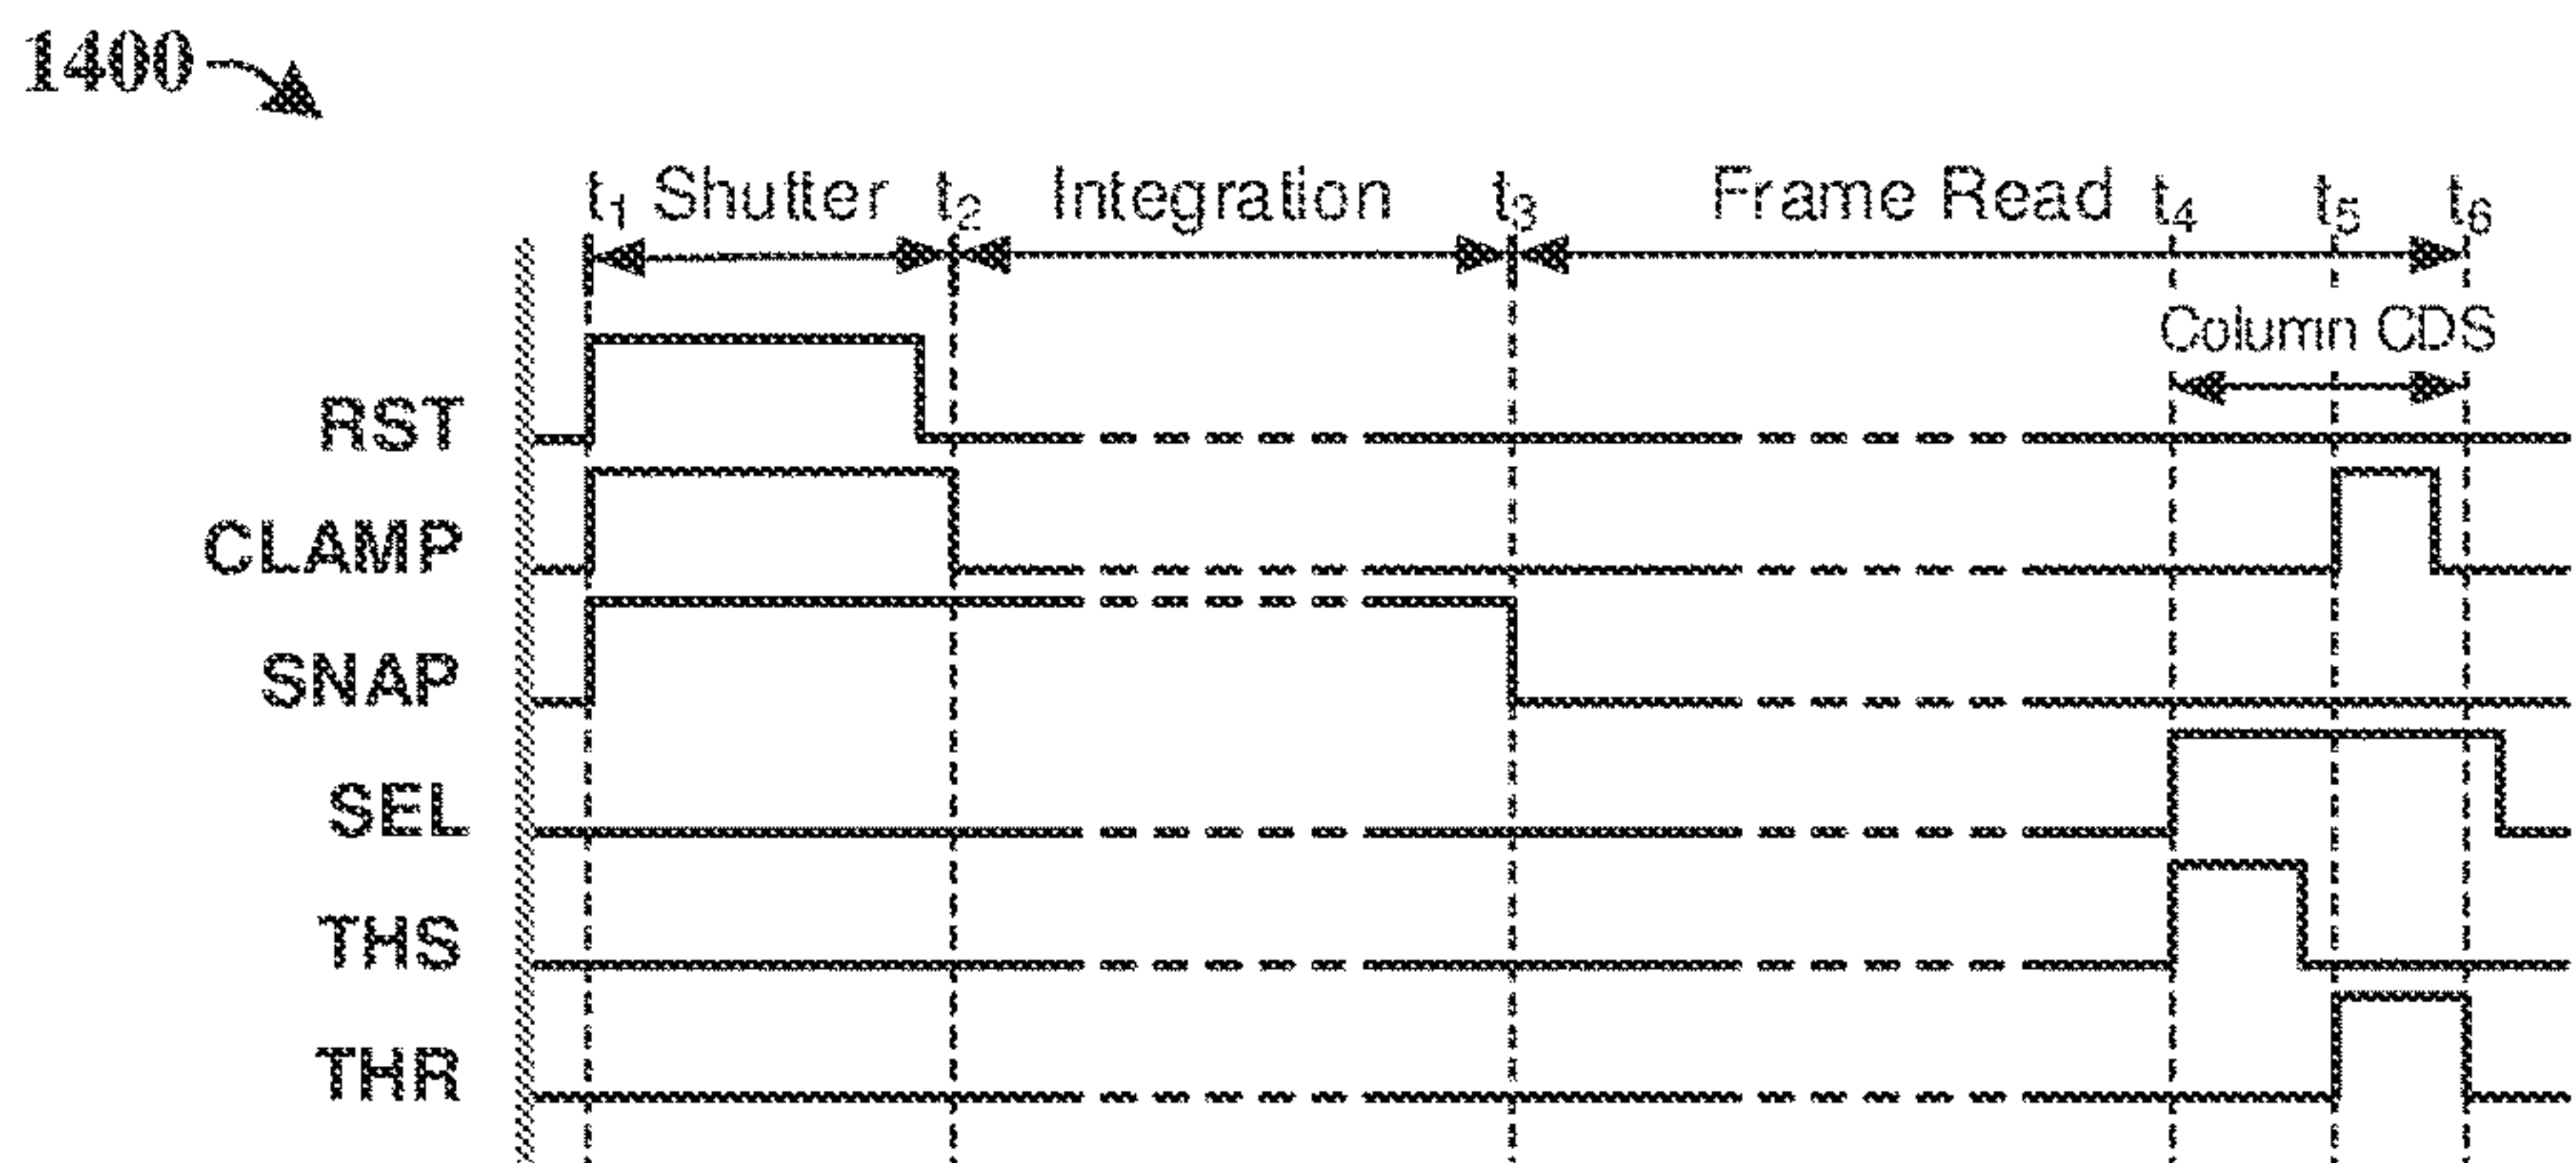 1400
t1 Shutter t2 Integration t3 Frame Read t4 t5 t6
Column CDS
RST
CLAMP
SNAP
SEL
THS
THR